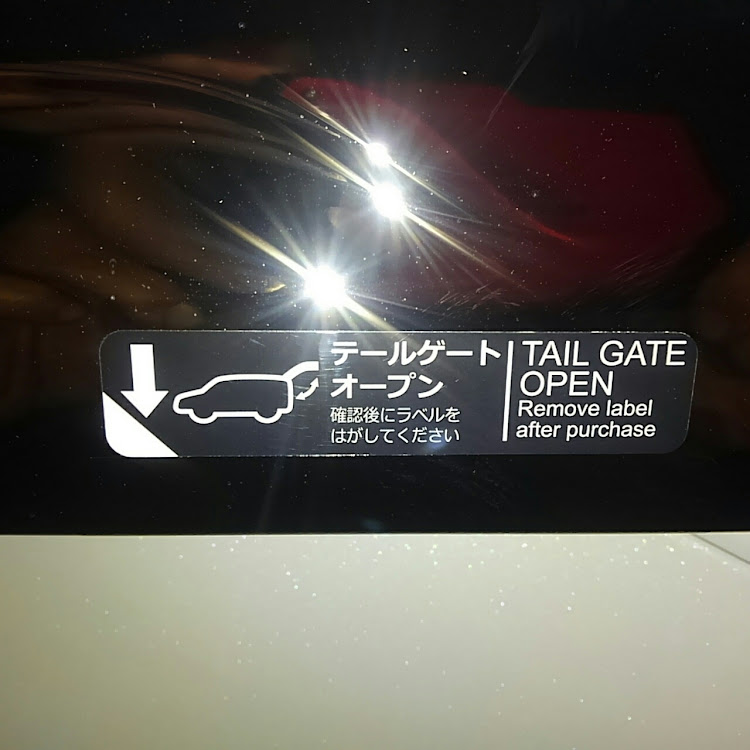 テールゲート
オープン
確認後にラベルを
はがしてください
TAIL GATE
OPEN
Remove label
after purchase